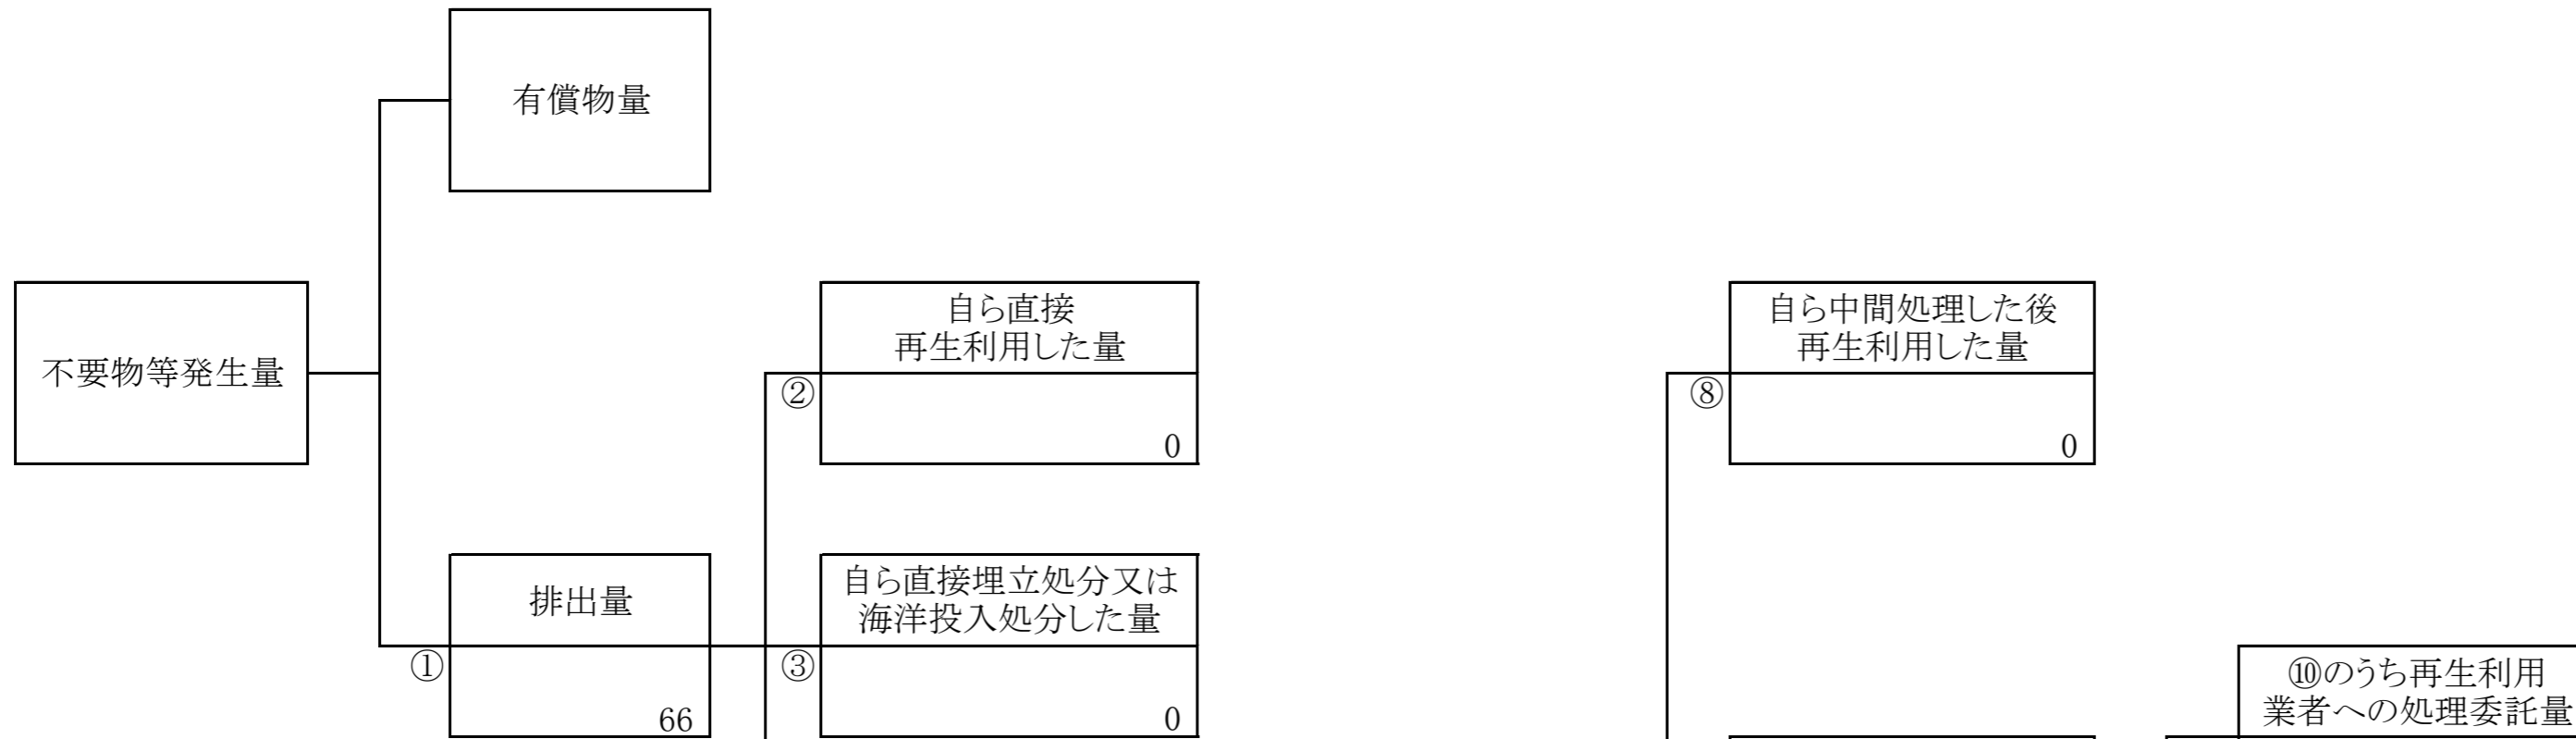 有償物量
不要物等発生量
自ら直接
再生利用した量
②
0
自ら中間処理した後
再生利用した量
⑧
0
排出量
①
66
自ら直接埋立処分又は
海洋投入処分した量
③
0
⑩のうち再生利用
業者への処理委託量